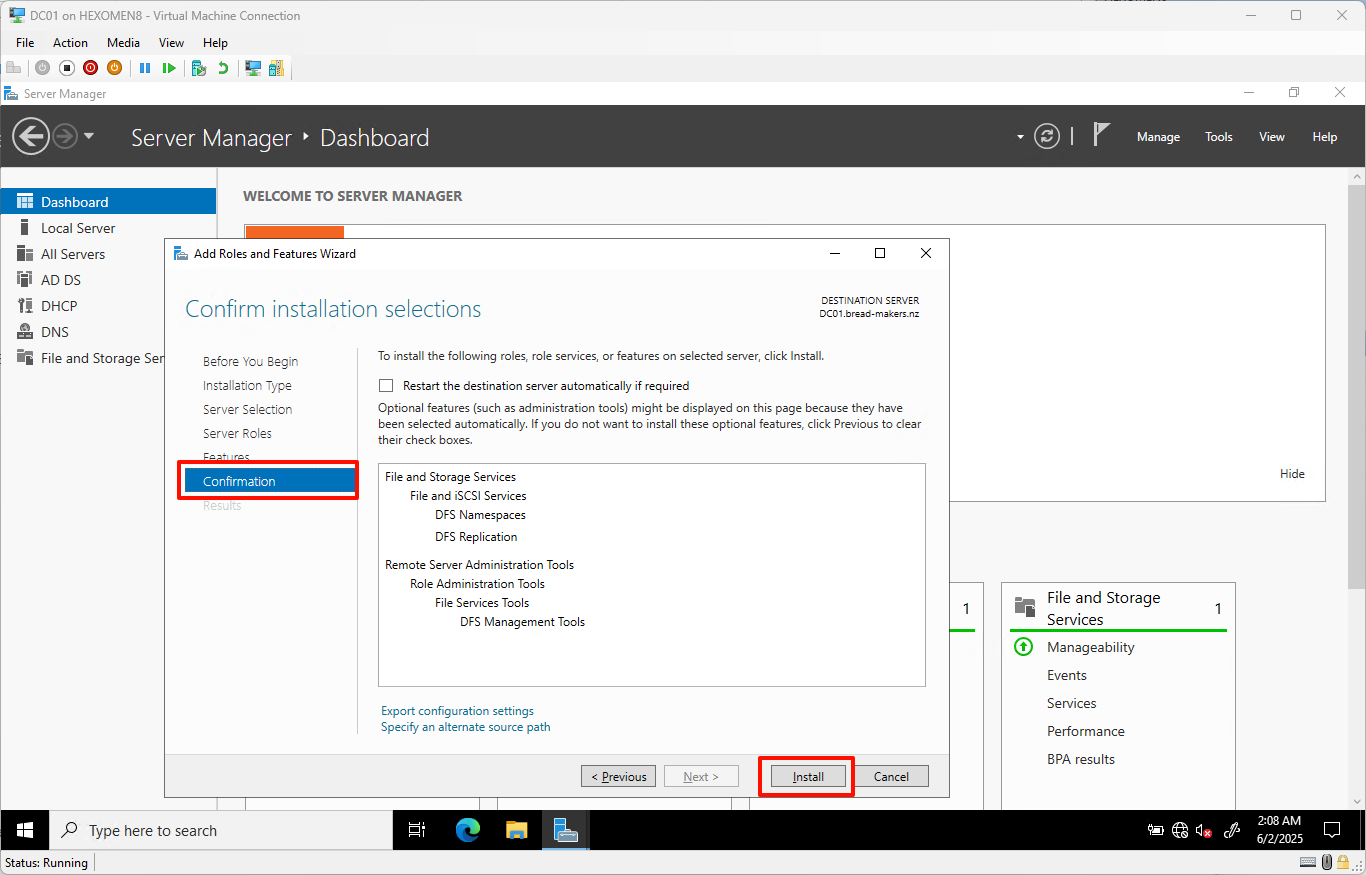 DC01 on HEXOMEN8 - Virtual Machine Connection
File Action Media View Help
Server Manager
Server Manager ‣ Dashboard
Manage Tools View Help
Dashboard
Local Server
All Servers
AD DS
DHCP
DNS
File and Storage Ser
WELCOME TO SERVER MANAGER
Hide
Add Roles and Features Wizard
Confirm installation selections
DESTINATION SERVER
DC01.bread-makers.nz
Before You Begin
Installation Type
Server Selection
Server Roles
Features
Confirmation
Results
To install the following roles, role services, or features on selected server, click Install.
Restart the destination server automatically if required
Optional features (such as administration tools) might be displayed on this page because they have
been selected automatically. If you do not want to install these optional features, click Previous to clear
their check boxes.
File and Storage Services
File and iSCSI Services
DFS Namespaces
DFS Replication
Remote Server Administration Tools
Role Administration Tools
File Services Tools
DFS Management Tools
Export configuration settings
Specify an alternate source path
< Previous
Next >
Install
Cancel
1
File and Storage
Services
1
Manageability
Events
Services
Performance
BPA results
Type here to search
2:08 AM
6/2/2025
Status: Running